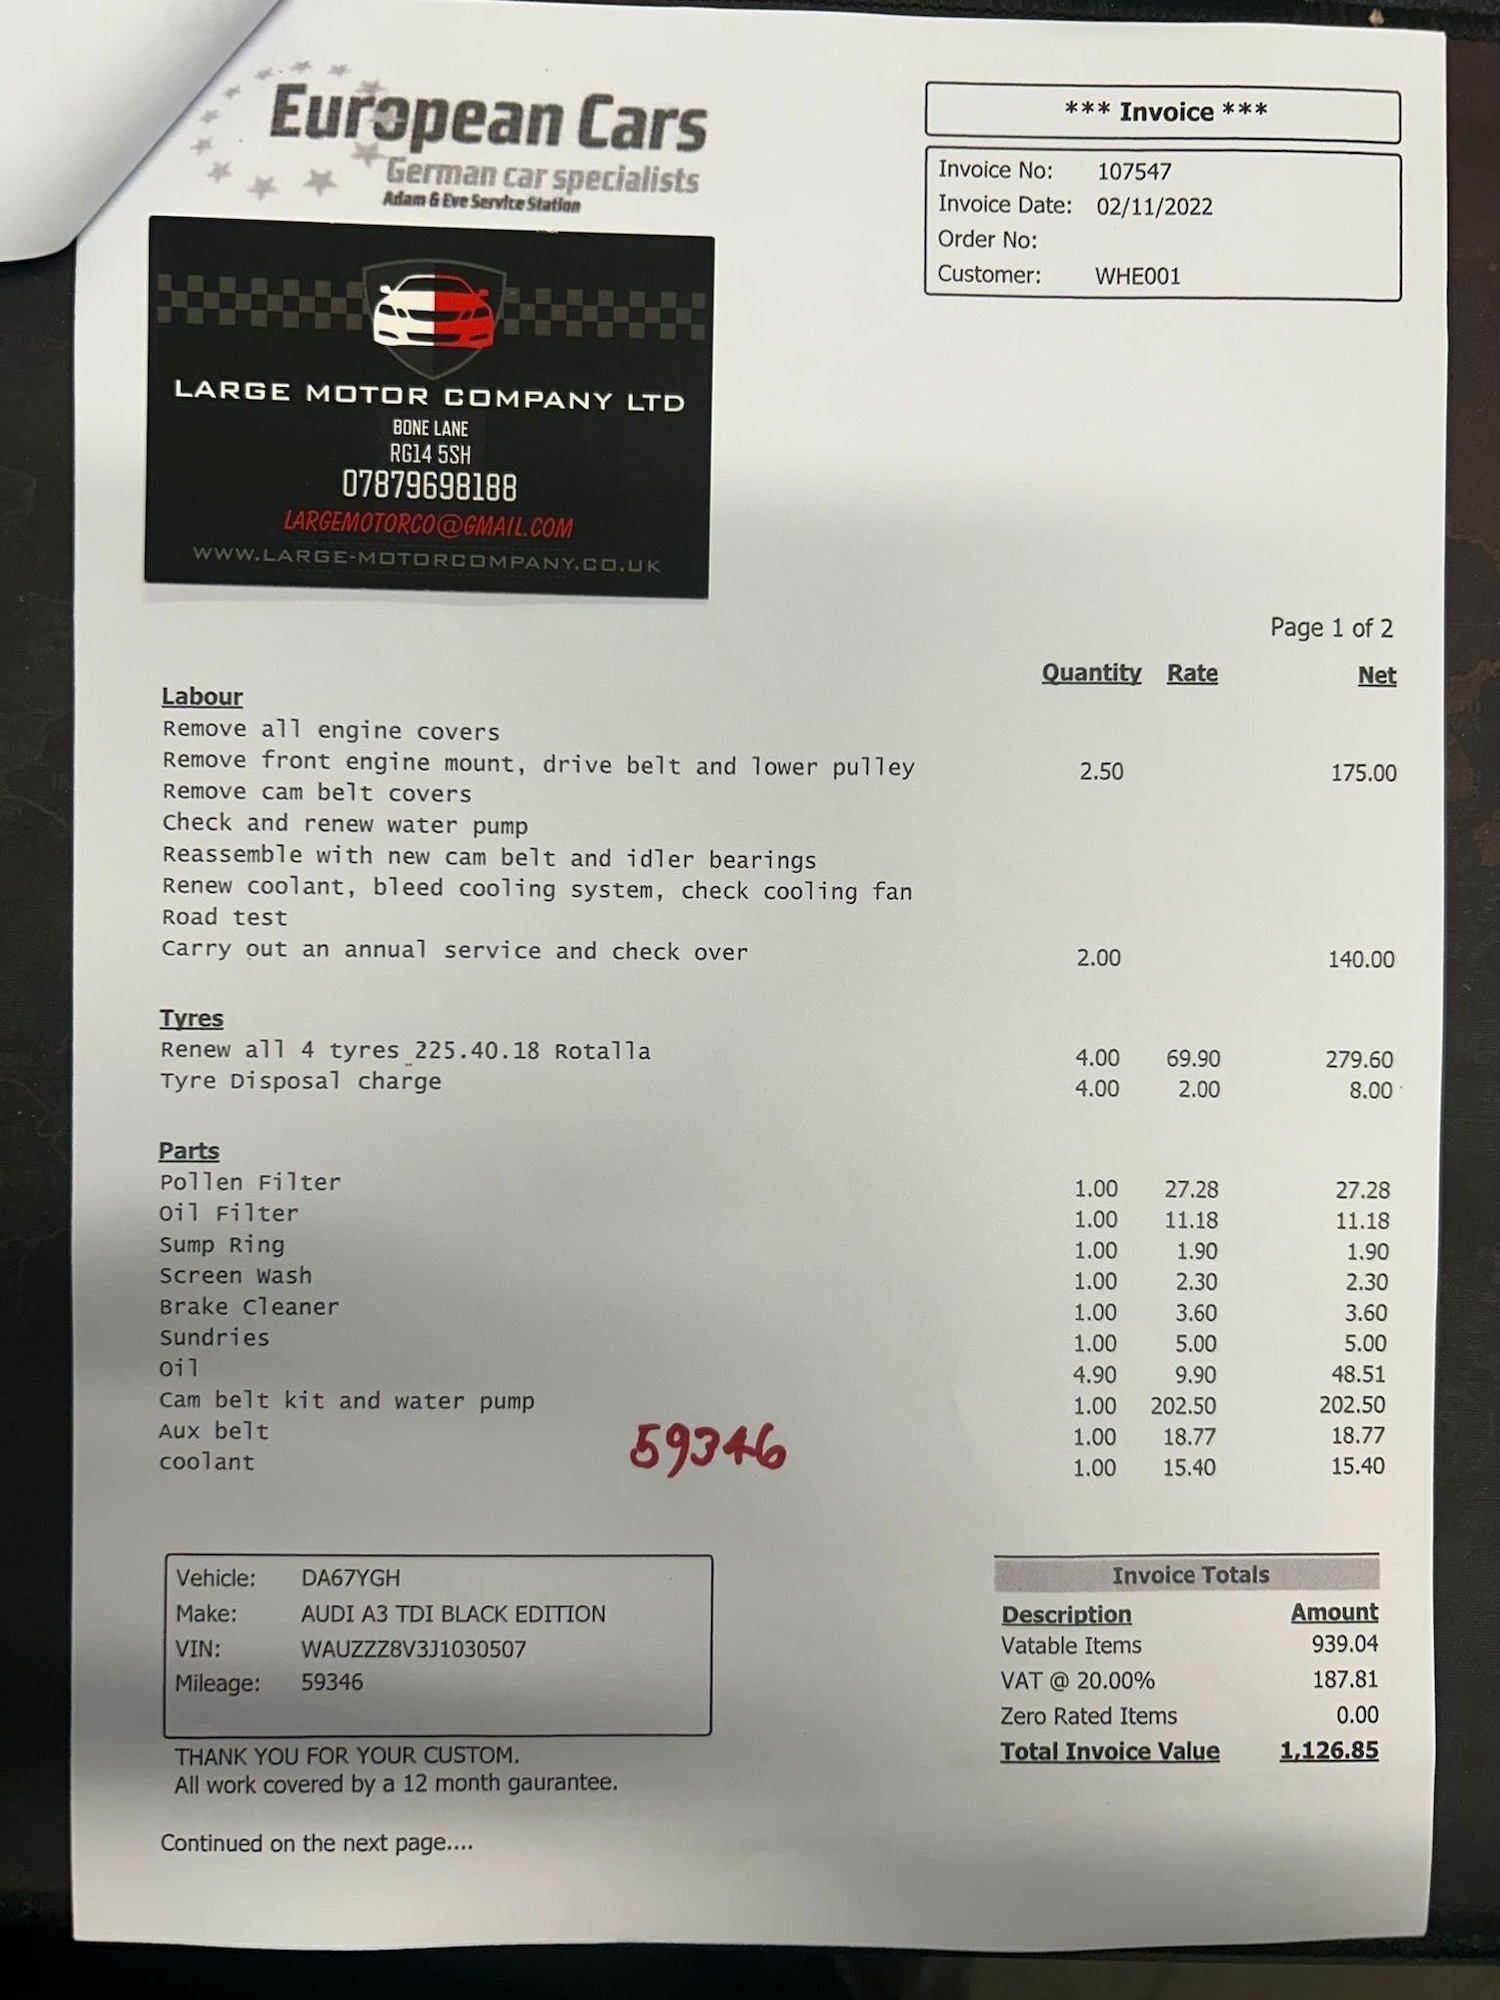 European Cars
German car specialists
Adam & Eve Service Station
*** Invoice ***
Invoice No: 107547
Invoice Date: 02/11/2022
Order No:
Customer: WHE001
LARGE MOTOR COMPANY LTD
BONE LANE
RG14 5SH
07879698188
LARGEMOTORCO@GMAIL.COM
WWW.LARGE-MOTORCOMPANY.CO.UK
Page 1 of 2
Quantity Rate Net
Labour
Remove all engine covers
Remove front engine mount, drive belt and lower pulley 2.50 175.00
Remove cam belt covers
Check and renew water pump
Reassemble with new cam belt and idler bearings
Renew coolant, bleed cooling system, check cooling fan
Road test
Carry out an annual service and check over 2.00 140.00
Tyres
Renew all 4 tyres 225.40.18 Rotalla 4.00 69.90 279.60
Tyre Disposal charge 4.00 2.00 8.00
Parts
Pollen Filter 1.00 27.28 27.28
Oil Filter 1.00 11.18 11.18
Sump Ring 1.00 1.90 1.90
Screen Wash 1.00 2.30 2.30
Brake Cleaner 1.00 3.60 3.60
Sundries 1.00 5.00 5.00
Oil 4.90 9.90 48.51
Cam belt kit and water pump 1.00 202.50 202.50
Aux belt 1.00 18.77 18.77
coolant 1.00 15.40 15.40
59346
Vehicle: DA67YGH
Make: AUDI A3 TDI BLACK EDITION
VIN: WAUZZZ8V3J1030507
Mileage: 59346
Invoice Totals
Description Amount
Vatable Items 939.04
VAT @ 20.00% 187.81
Zero Rated Items 0.00
Total Invoice Value 1,126.85
THANK YOU FOR YOUR CUSTOM.
All work covered by a 12 month gaurantee.
Continued on the next page....